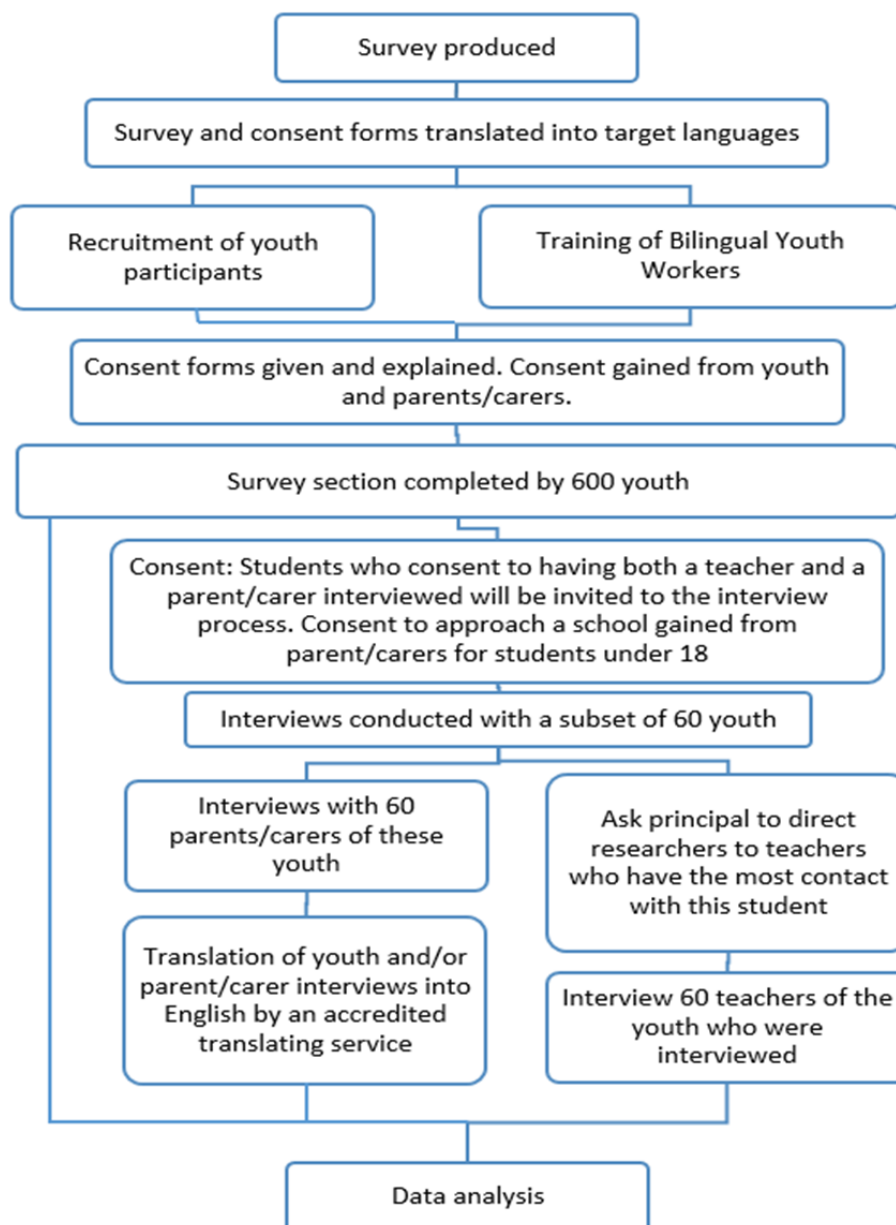 Survey produced
Survey and consent forms translated into target languages
Recruitment of youth
participants
Training of Bilingual Youth
Workers
Consent forms given and explained. Consent gained from youth
and parents/carers.
Survey section completed by 600 youth
Consent: Students who consent to having both a teacher and a
parent/carer interviewed will be invited to the interview
process. Consent to approach a school gained from
parent/carers for students under 18
Interviews conducted with a subset of 60 youth
Interviews with 60
parents/carers of these
youth
Ask principal to direct
researchers to teachers
who have the most contact
with this student
Translation of youth and/or
parent/carer interviews into
English by an accredited
translating service
Interview 60 teachers of the
youth who were
interviewed
Data analysis